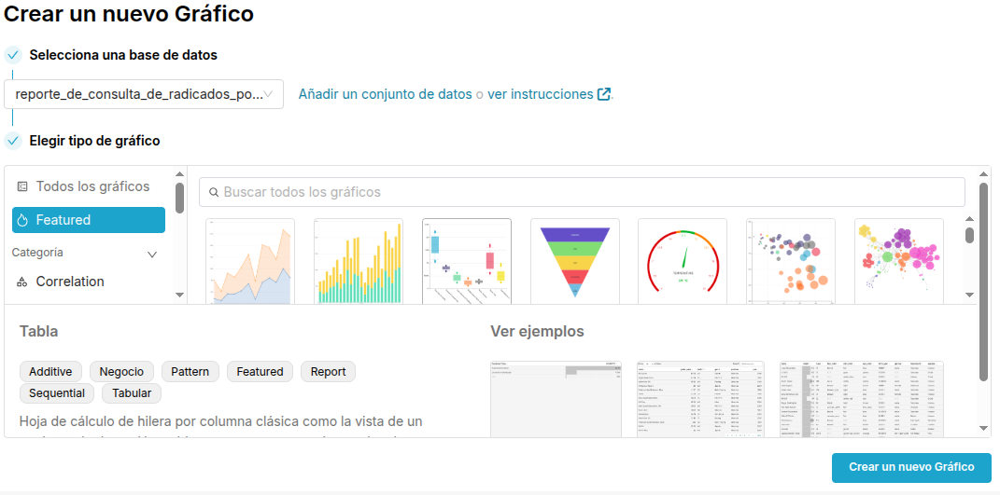 Crear un nuevo Gráfico
Selecciona una base de datos
reporte_de_consulta_de_radicados_po...
Añadir un conjunto de datos o ver instrucciones.
Elegir tipo de gráfico
Todos los gráficos
Buscar todos los gráficos
Featured
Categoría
Correlation
Tabla
Ver ejemplos
Additive Negocio Pattern Featured Report
Sequential Tabular
Hoja de cálculo de hilera por columna clásica como la vista de un
Crear un nuevo Gráfico